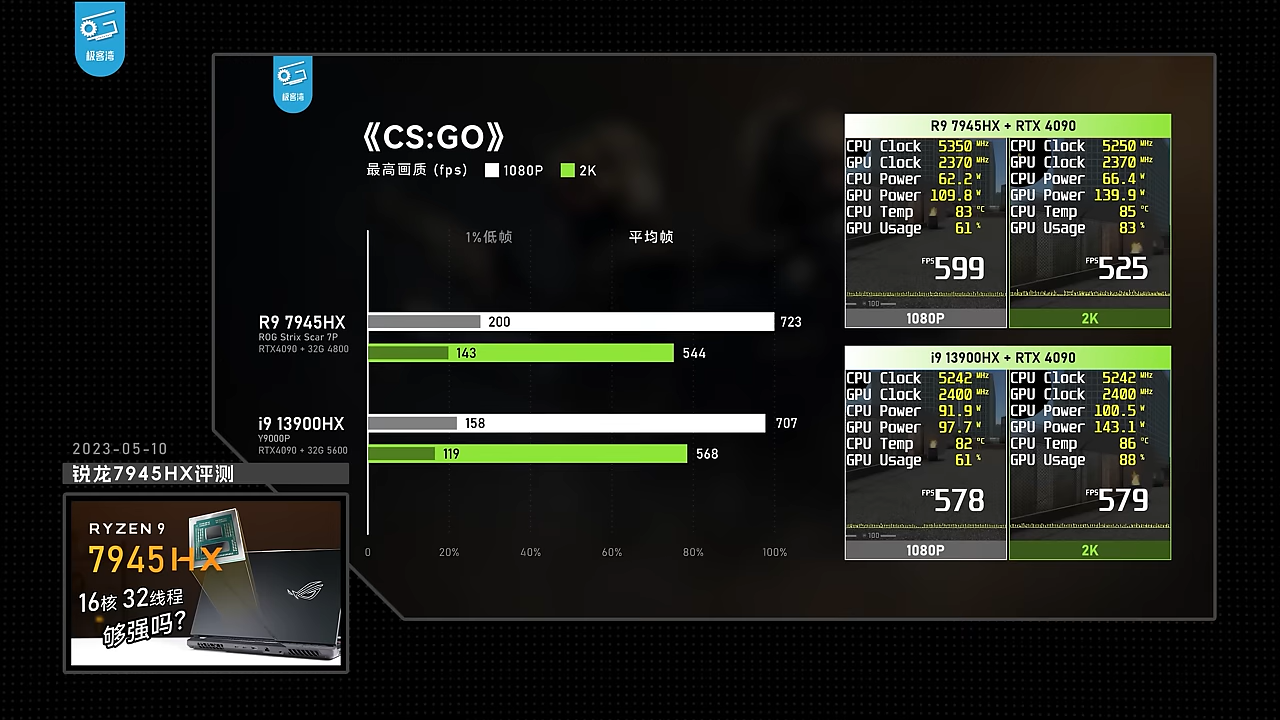 极客湾
极客湾
《CS:GO》
最高画质 (fps) 1080P 2K
1%低帧 平均帧
R9 7945HX
ROG Strix Scar 7P
RTX4090 + 32G 4800
200 723
143 544
i9 13900HX
Y9000P
RTX4090 + 32G 5600
158 707
119 568
0 20% 40% 60% 80% 100%
R9 7945HX + RTX 4090
CPU Clock 5350 MHz
GPU Clock 2370 MHz
CPU Power 62.2 W
GPU Power 109.8 W
CPU Temp 83 °C
GPU Usage 61 %
FPS 599
100
1080P
CPU Clock 5250 MHz
GPU Clock 2370 MHz
CPU Power 66.4 W
GPU Power 139.9 W
CPU Temp 85 °C
GPU Usage 83 %
FPS 525
2K
i9 13900HX + RTX 4090
CPU Clock 5242 MHz
GPU Clock 2400 MHz
CPU Power 91.9 W
GPU Power 97.7 W
CPU Temp 82 °C
GPU Usage 61 %
FPS 578
100
1080P
CPU Clock 5242 MHz
GPU Clock 2400 MHz
CPU Power 100.5 W
GPU Power 143.1 W
CPU Temp 86 °C
GPU Usage 88 %
FPS 579
2K
2023-05-10
锐龙7945HX评测
RYZEN 9
7945HX
16核 32线程
够强吗?